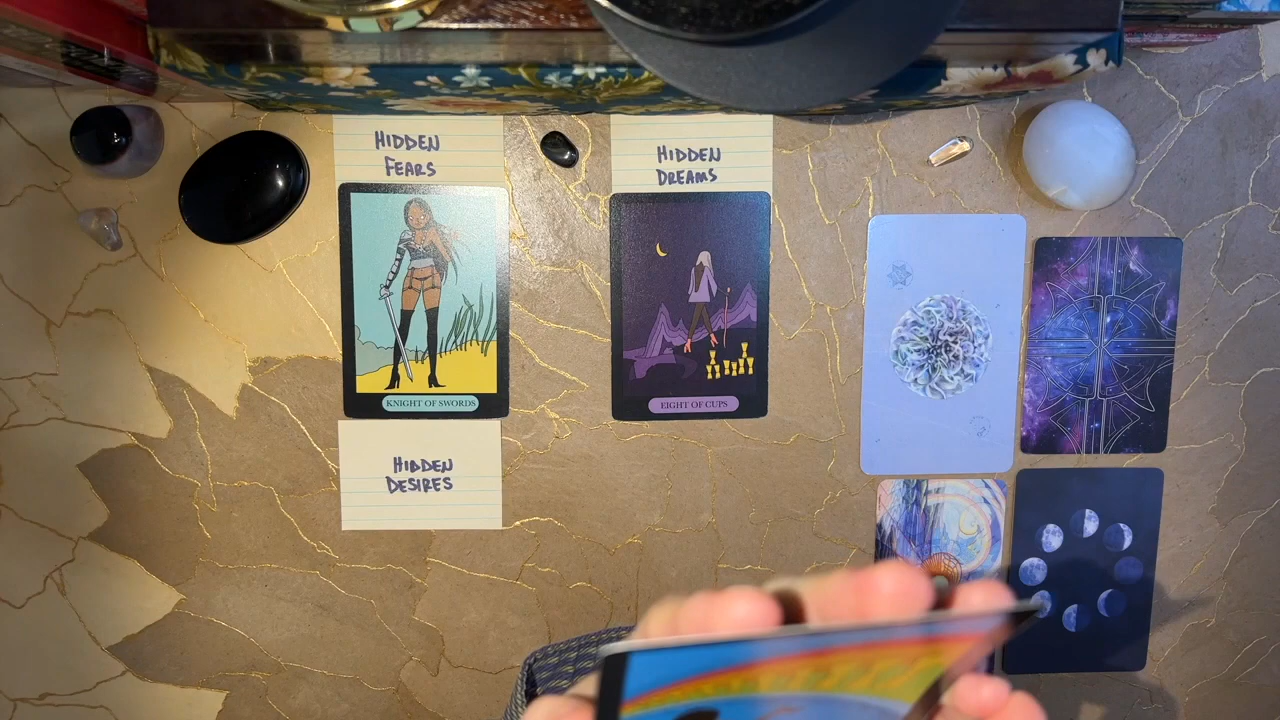 HIDDEN
FEARS
HIDDEN
DREAMS
KNIGHT OF SWORDS
EIGHT OF CUPS
HIDDEN
DESIRES